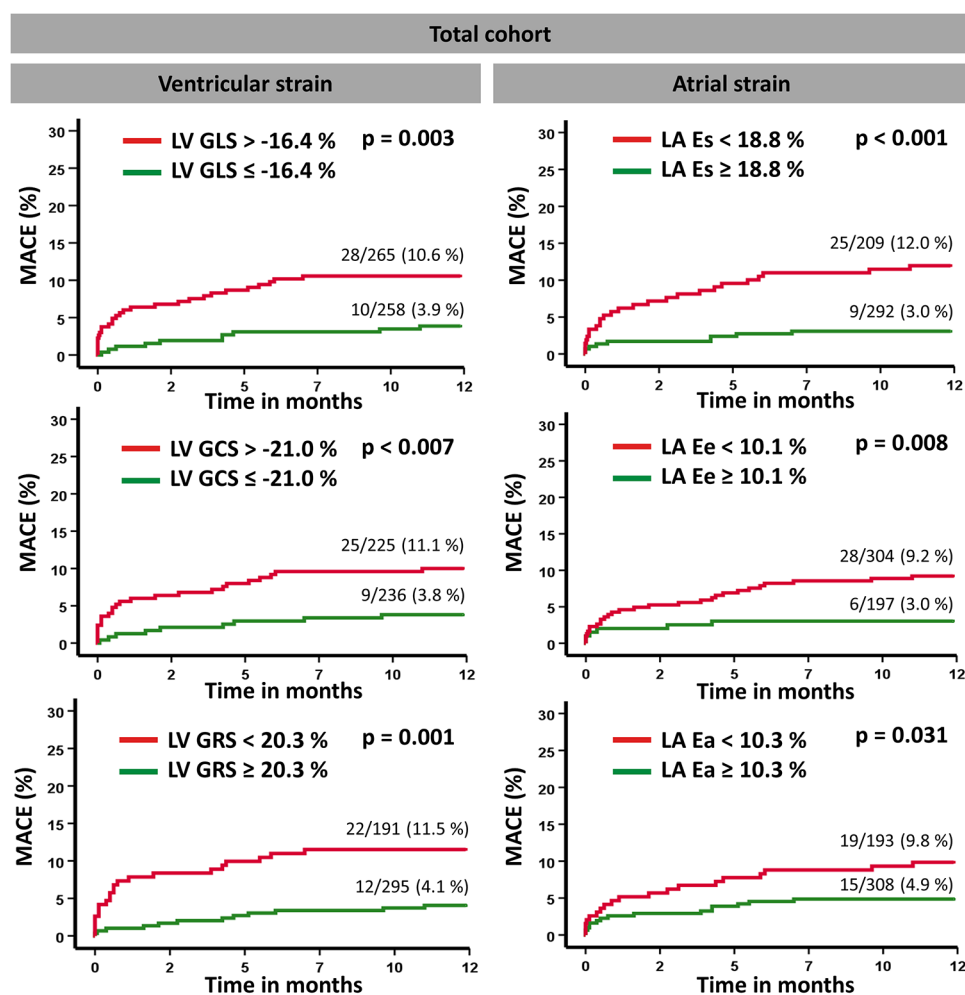 Total cohort
Ventricular strain
Atrial strain
LV GLS > -16.4 %
p = 0.003
LV GLS ≤ -16.4 %
MACE (%)
30
25
20
15
10
5
0
28/265 (10.6 %)
10/258 (3.9 %)
0 2 5 7 10 12
Time in months
LA Es < 18.8 %
p < 0.001
LA Es ≥ 18.8 %
MACE (%)
30
25
20
15
10
5
0
25/209 (12.0 %)
9/292 (3.0 %)
0 2 5 7 10 12
Time in months
LV GCS > -21.0 %
p < 0.007
LV GCS ≤ -21.0 %
MACE (%)
30
25
20
15
10
5
0
25/225 (11.1 %)
9/236 (3.8 %)
0 2 5 7 10 12
Time in months
LA Ee < 10.1 %
p = 0.008
LA Ee ≥ 10.1 %
MACE (%)
30
25
20
15
10
5
0
28/304 (9.2 %)
6/197 (3.0 %)
0 2 5 7 10 12
Time in months
LV GRS < 20.3 %
p = 0.001
LV GRS ≥ 20.3 %
MACE (%)
30
25
20
15
10
5
0
22/191 (11.5 %)
12/295 (4.1 %)
0 2 5 7 10 12
Time in months
LA Ea < 10.3 %
p = 0.031
LA Ea ≥ 10.3 %
MACE (%)
30
25
20
15
10
5
0
19/193 (9.8 %)
15/308 (4.9 %)
0 2 5 7 10 12
Time in months